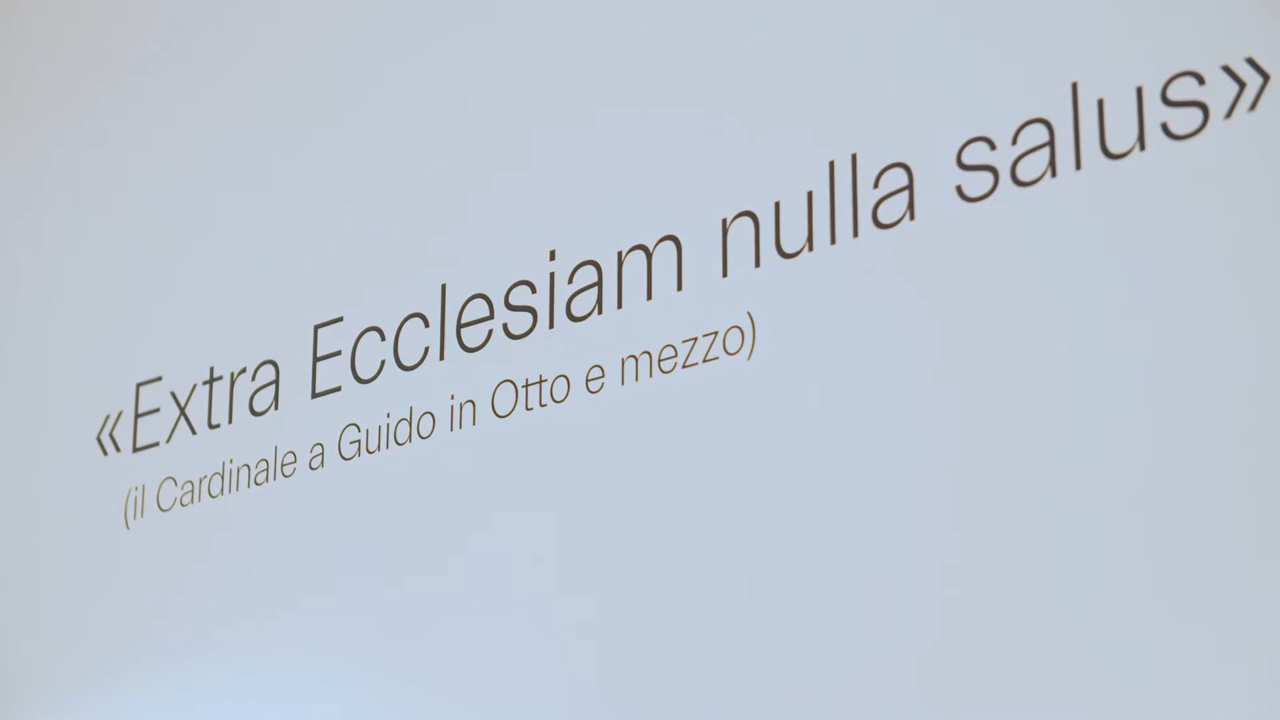 «Extra Ecclesiam nulla salus»
(il Cardinale a Guido in Otto e mezzo)